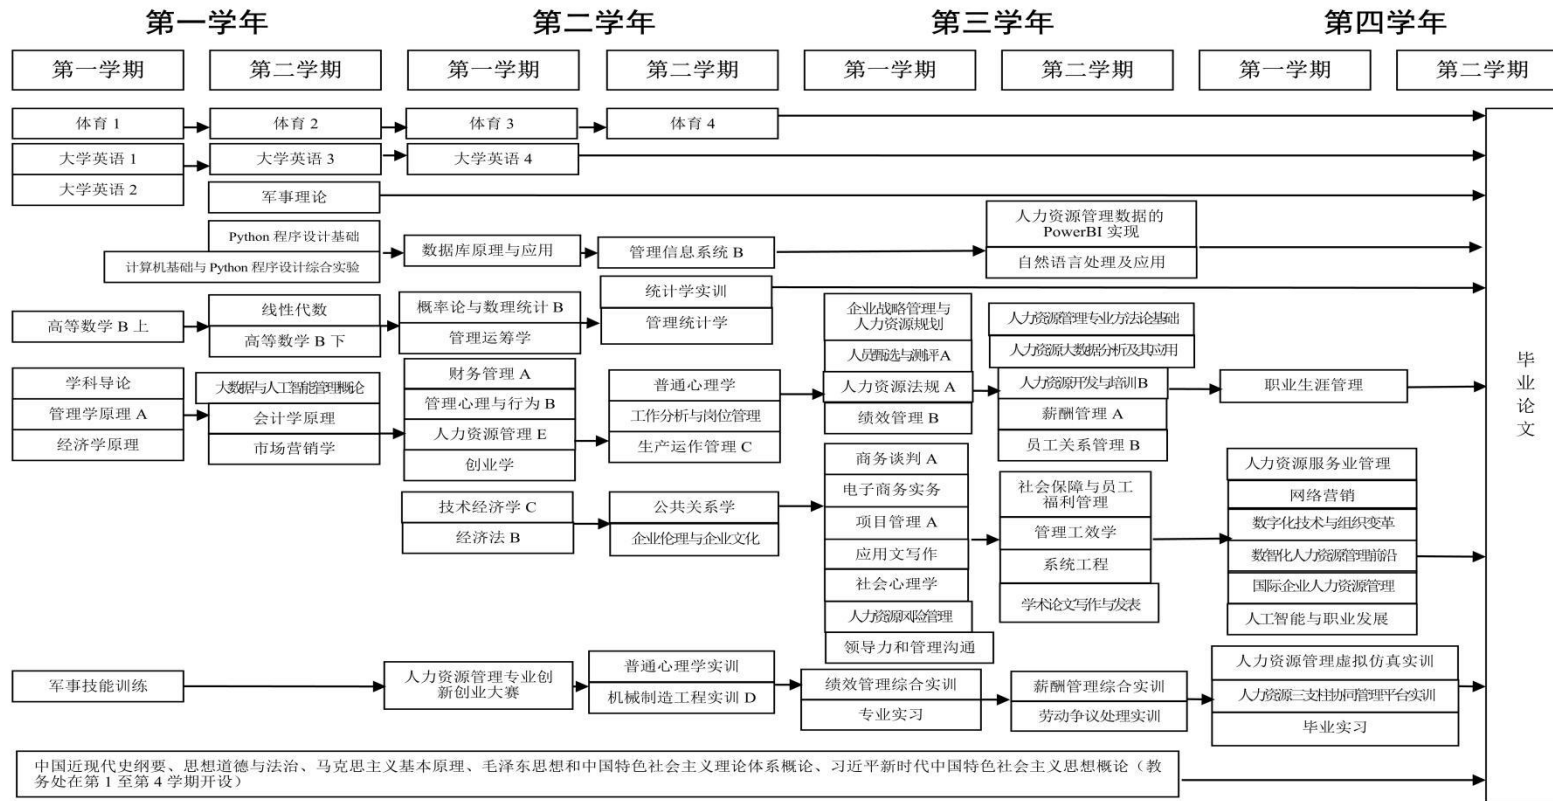 第一学年
第二学年
第三学年
第四学年
第一学期
第二学期
第一学期
第二学期
第一学期
第二学期
第一学期
第二学期
体育 1
体育 2
体育 3
体育 4
大学英语 1
大学英语 3
大学英语 4
大学英语 2
军事理论
Python 程序设计基础
计算机基础与 Python 程序设计综合实验
数据库原理与应用
管理信息系统 B
人力资源管理数据的
PowerBI 实现
自然语言处理及应用
统计学实训
管理统计学
高等数学 B 上
线性代数
高等数学 B 下
概率论与数理统计 B
管理运筹学
企业战略管理与
人力资源规划
人员甄选与测评 A
人力资源法规 A
绩效管理 B
人力资源管理专业方法论基础
人力资源大数据分析及其应用
人力资源开发与培训 B
薪酬管理 A
员工关系管理 B
学科导论
管理学原理 A
经济学原理
大数据与人工智能管理概论
会计学原理
市场营销学
财务管理 A
管理心理与行为 B
人力资源管理 E
创业学
普通心理学
工作分析与岗位管理
生产运作管理 C
职业生涯管理
技术经济学 C
经济法 B
公共关系学
企业伦理与企业文化
商务谈判 A
电子商务实务
项目管理 A
应用文写作
社会心理学
人力资源风险管理
领导力和管理沟通
社会保障与员工
福利管理
管理工效学
系统工程
学术论文写作与发表
人力资源服务业管理
网络营销
数字化技术与组织变革
数智化人力资源管理前沿
国际企业人力资源管理
人工智能与职业发展
军事技能训练
人力资源管理专业创
新创业大赛
普通心理学实训
机械制造工程实训 D
绩效管理综合实训
专业实习
薪酬管理综合实训
劳动争议处理实训
人力资源管理虚拟仿真实训
人力资源三支柱协同管理平台实训
毕业实习
毕业论文
中国近现代史纲要、思想道德与法治、马克思主义基本原理、毛泽东思想和中国特色社会主义理论体系概论、习近平新时代中国特色社会主义思想概论（教
务处在第 1 至第 4 学期开设）